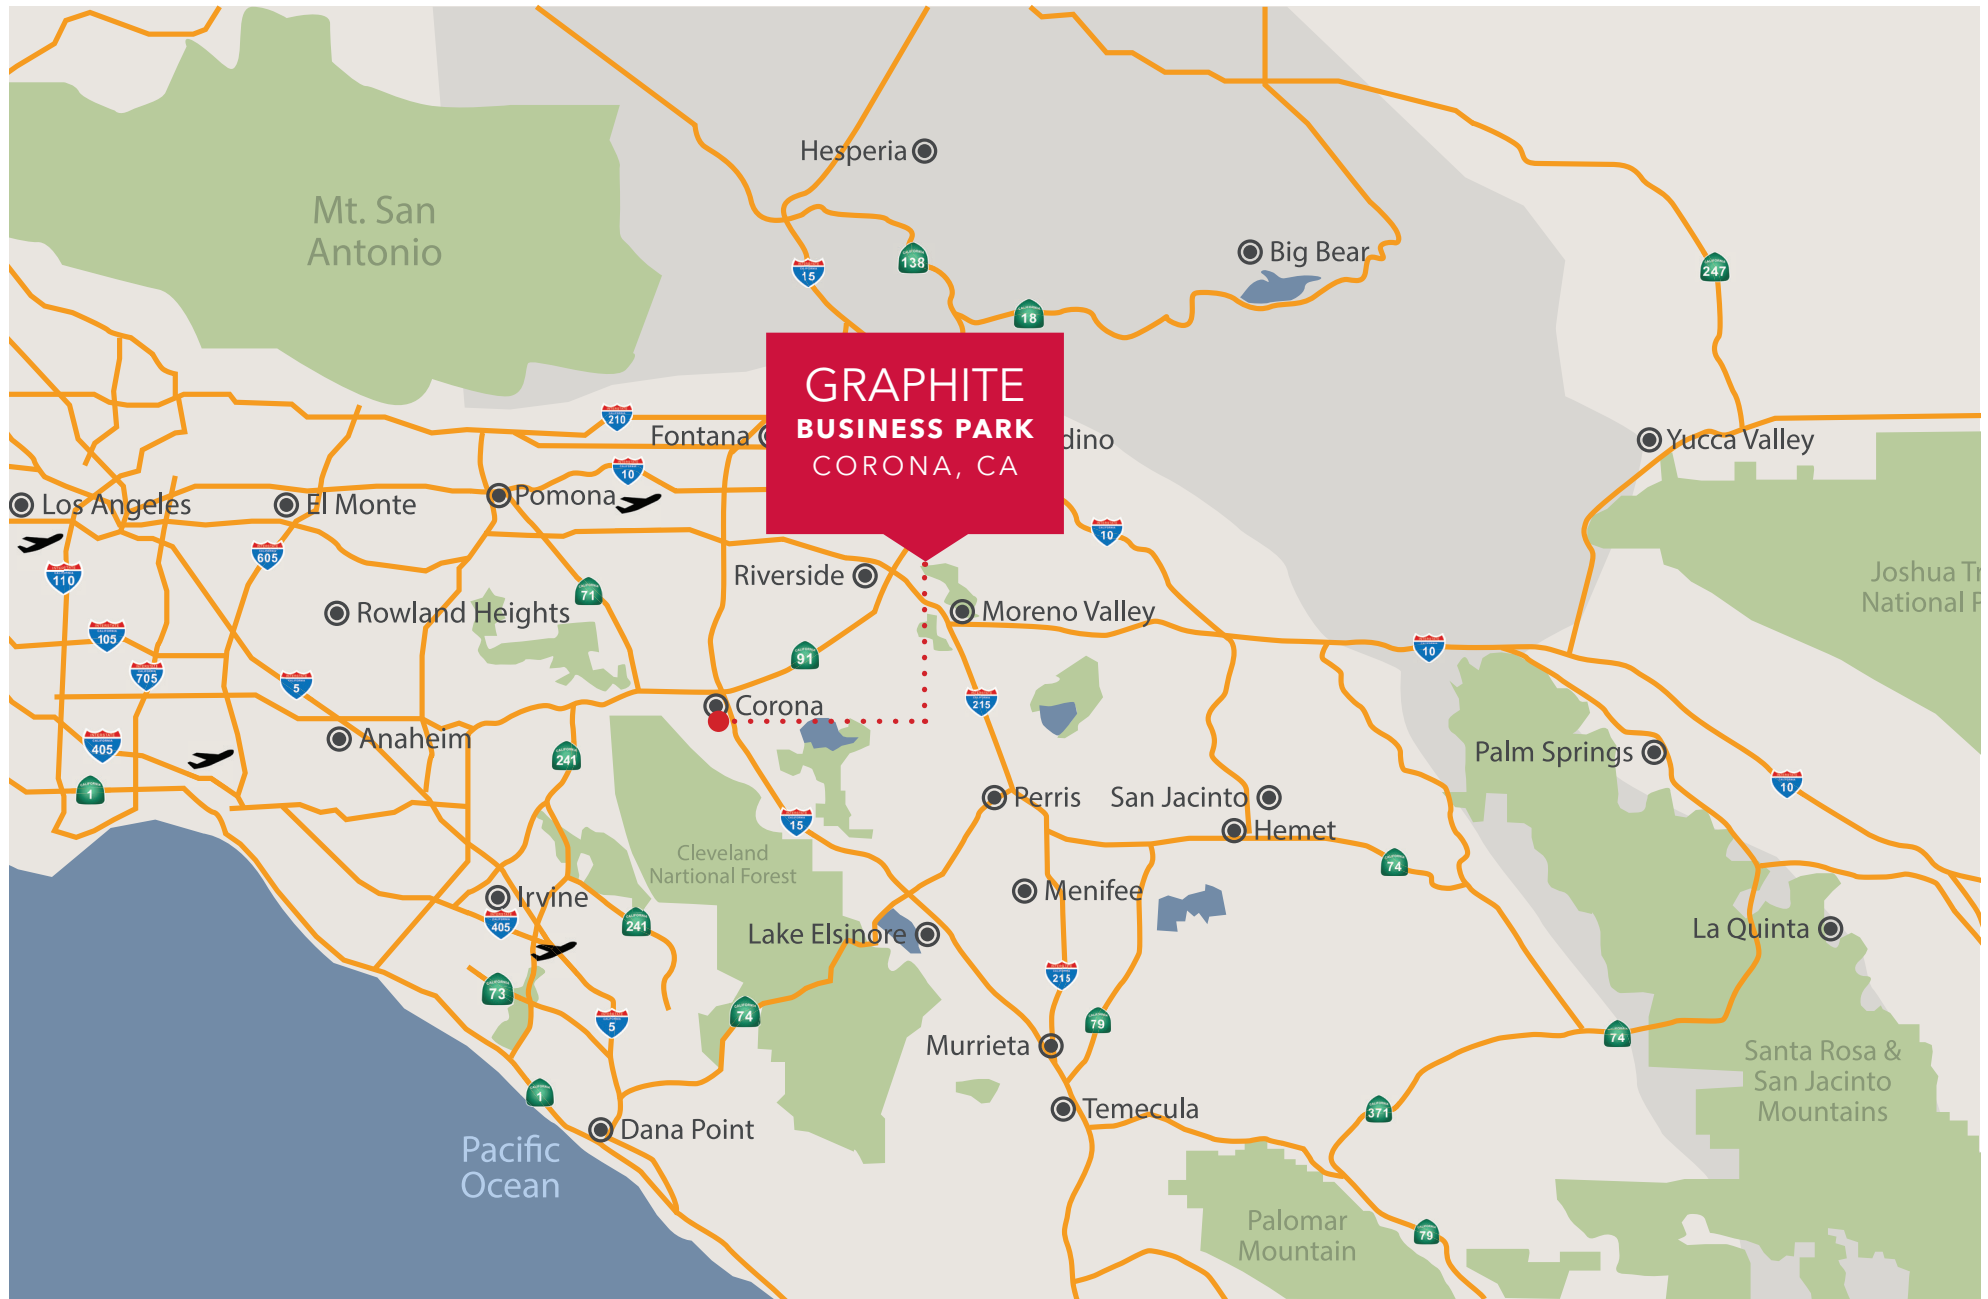 Hesperia
Big Bear
Mt. San
Antonio
15
138
247
18
GRAPHITE
BUSINESS PARK
CORONA, CA
210
Fontana
dino
Yucca Valley
10
Los Angeles
El Monte
Pomona
10
605
110
Riverside
71
Joshua Tr
National P
Rowland Heights
Moreno Valley
105
91
10
705
5
215
Corona
405
Anaheim
241
Palm Springs
1
Perris
San Jacinto
10
15
Hemet
Cleveland
Nartional Forest
74
Menifee
Irvine
405
241
Lake Elsinore
La Quinta
215
73
74
5
79
74
Murrieta
Santa Rosa &
San Jacinto
Mountains
1
371
Temecula
Dana Point
Pacific
Ocean
Palomar
Mountain
79